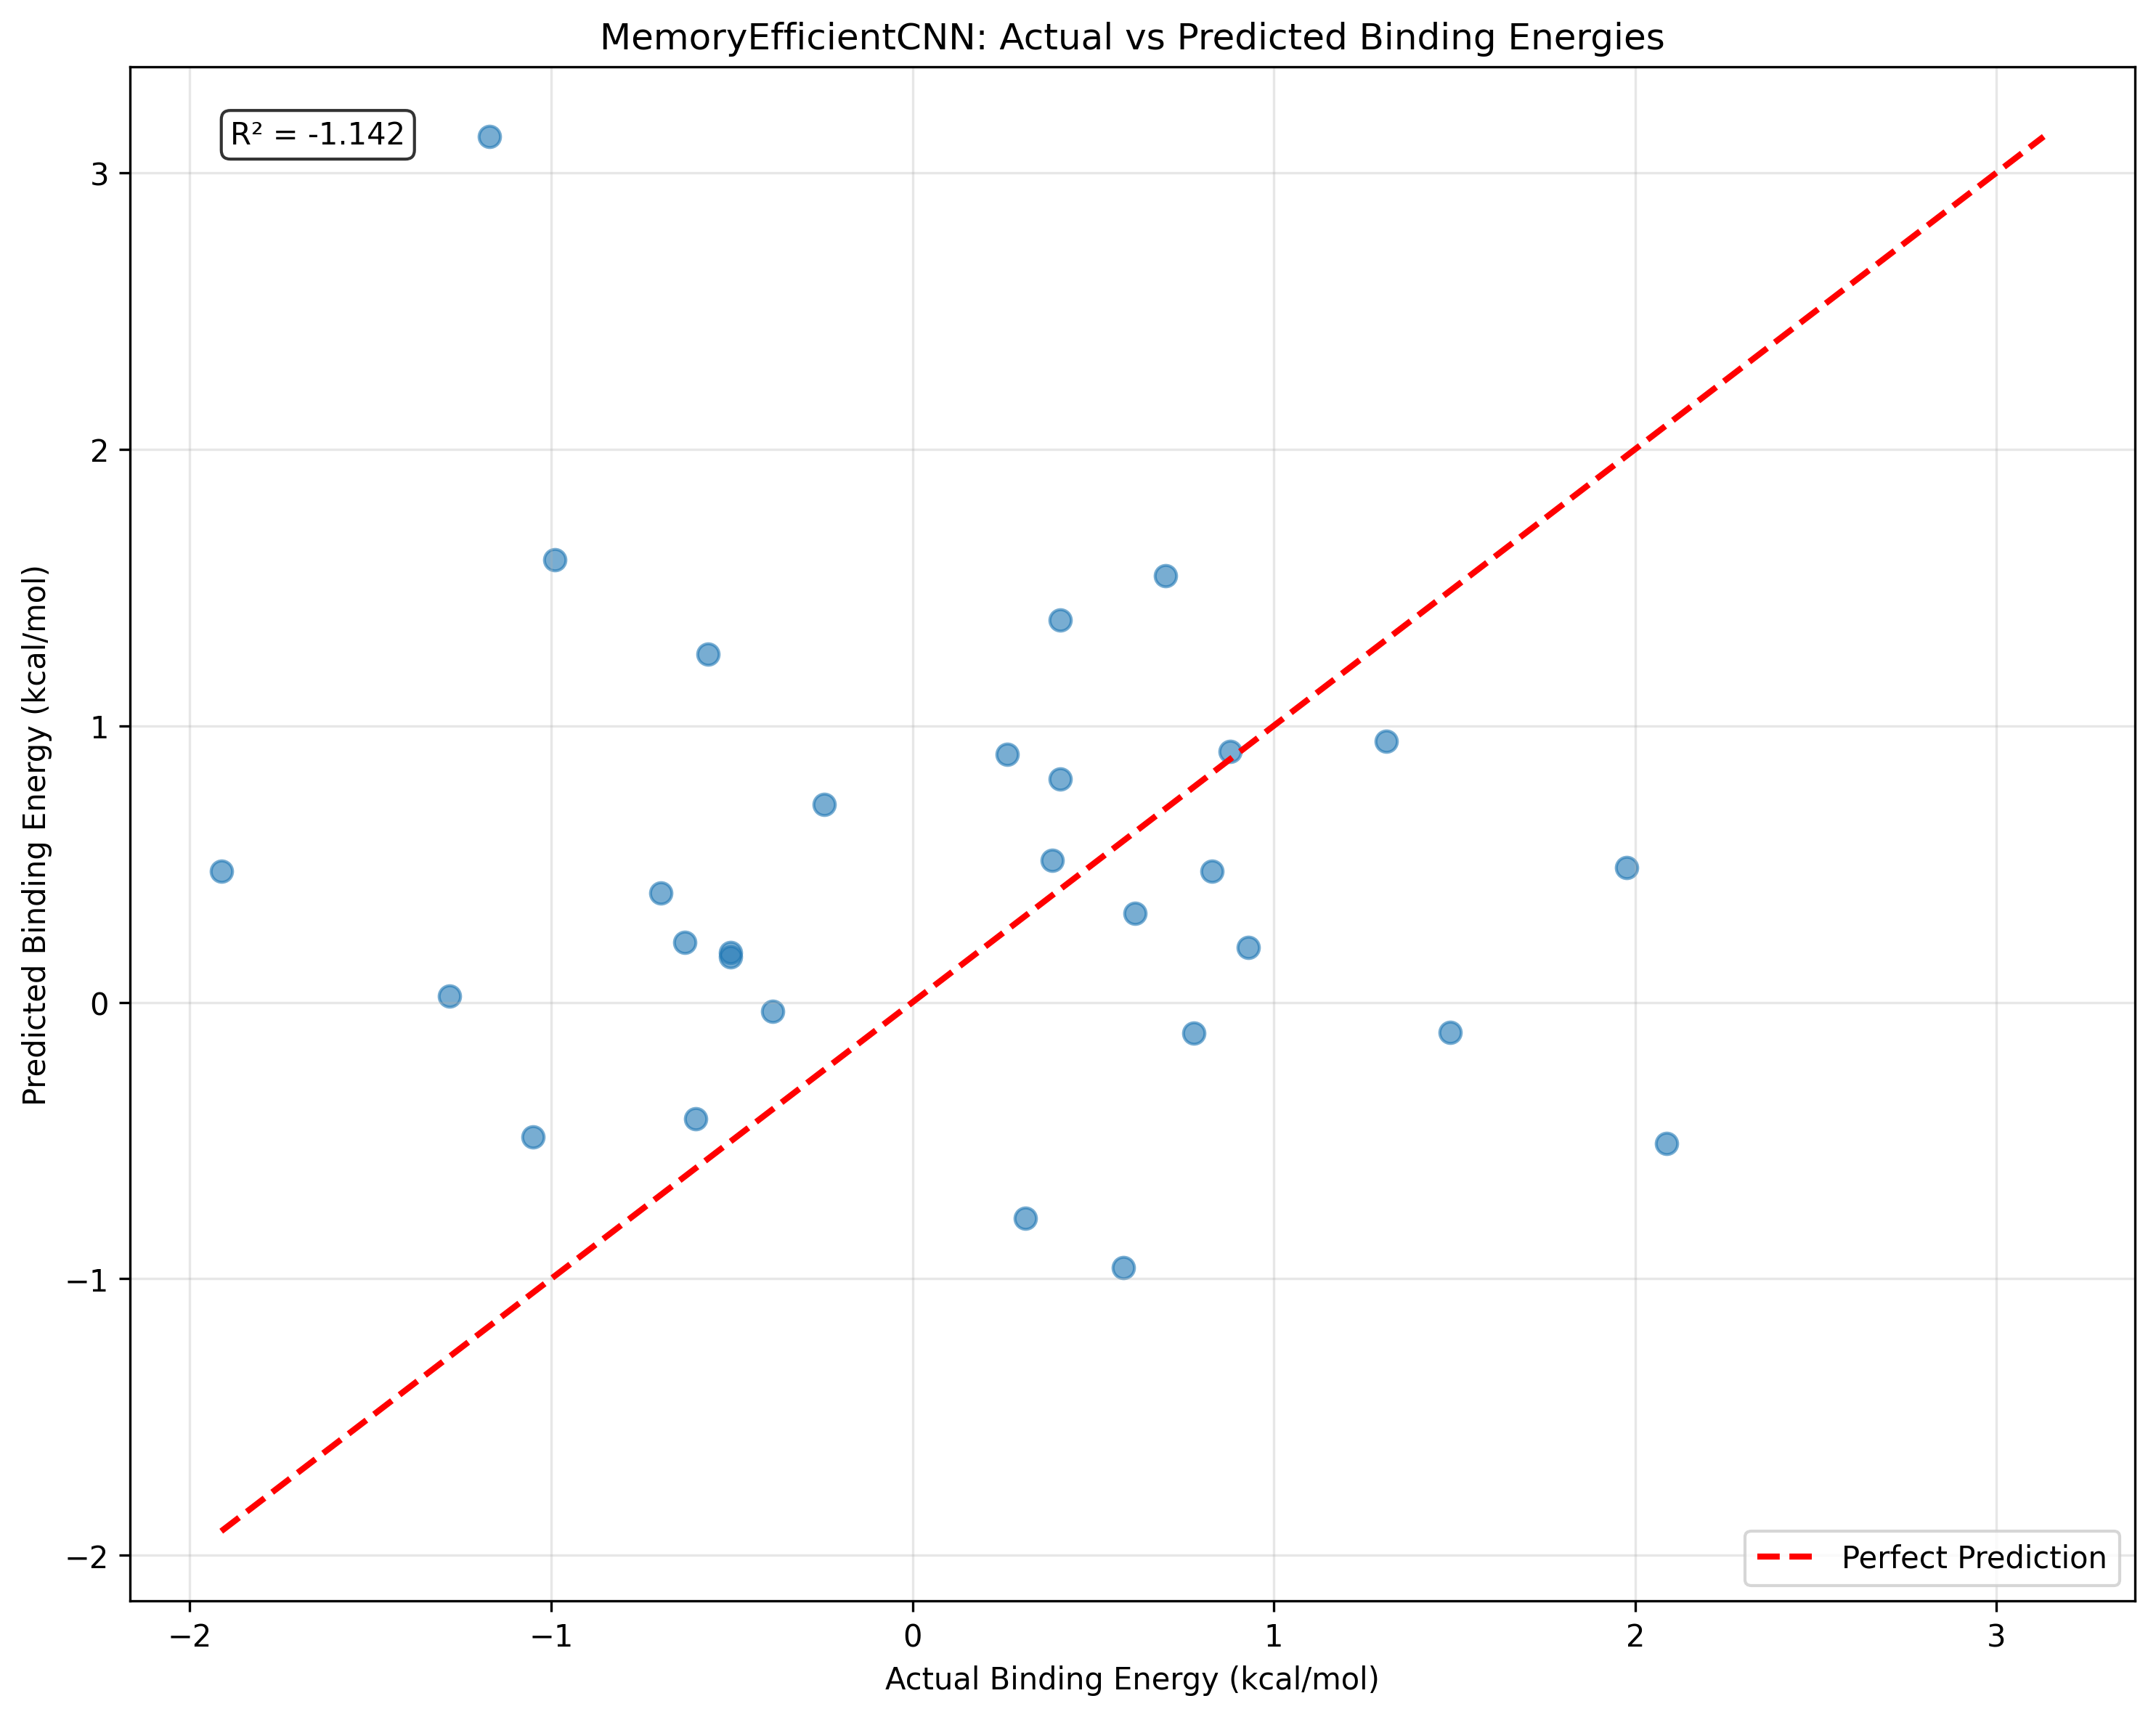 MemoryEfficientCNN: Actual vs Predicted Binding Energies
R² = -1.142
Predicted Binding Energy (kcal/mol)
3
2
1
0
−1
−2
Perfect Prediction
−2 −1 0 1 2 3
Actual Binding Energy (kcal/mol)